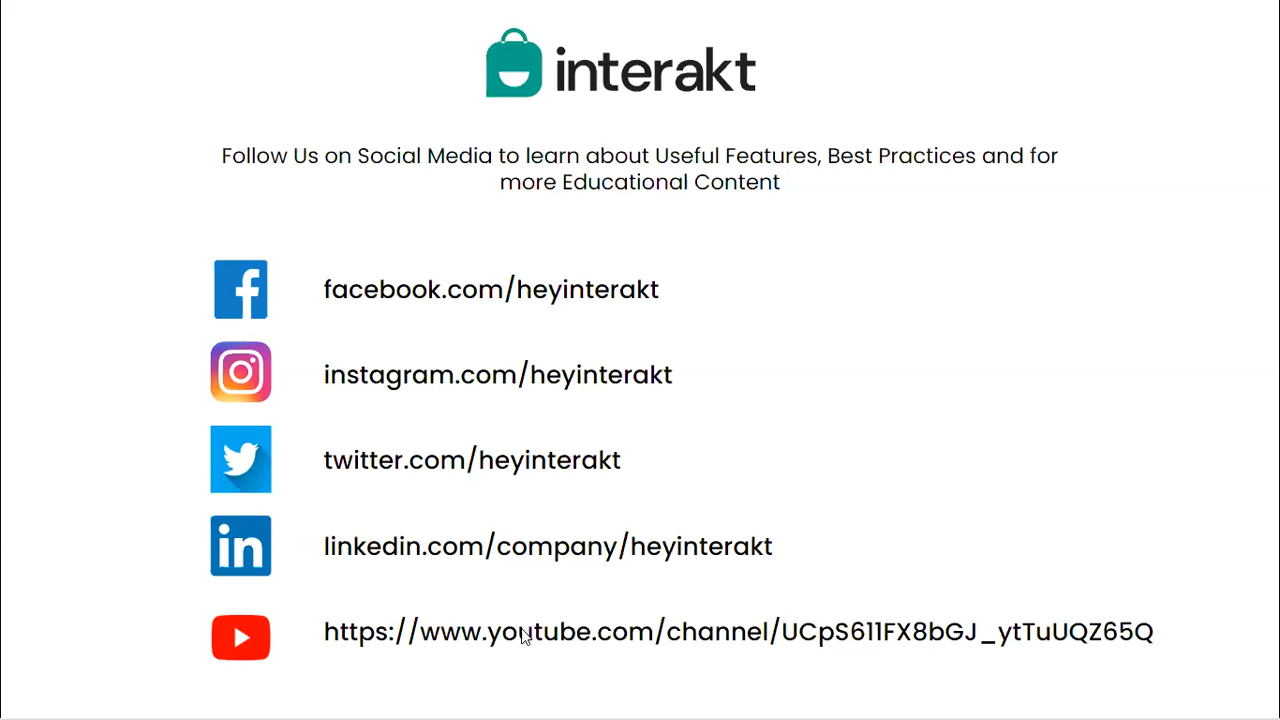 interakt
Follow Us on Social Media to learn about Useful Features, Best Practices and for
more Educational Content
facebook.com/heyinterakt
instagram.com/heyinterakt
twitter.com/heyinterakt
linkedin.com/company/heyinterakt
https://www.youtube.com/channel/UCpS611FX8bGJ_ytTuUQZ65Q